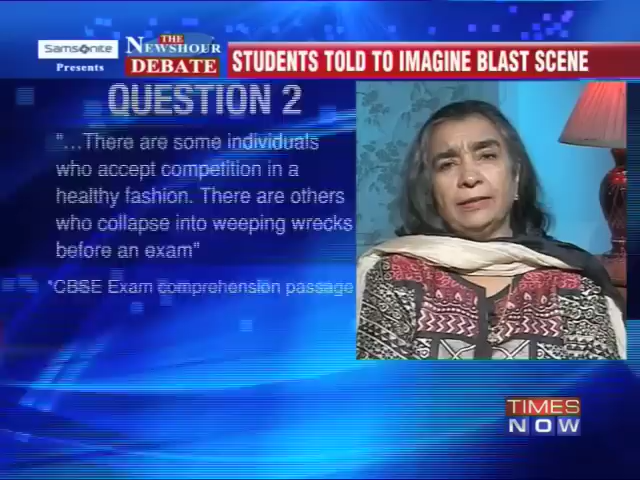 Samsonite
Presents
THE
NEWSHOUR
DEBATE
STUDENTS TOLD TO IMAGINE BLAST SCENE
QUESTION 2
"...There are some individuals
who accept competition in a
healthy fashion. There are others
who collapse into weeping wrecks
before an exam"
*CBSE Exam comprehension passage
TIMES
NOW